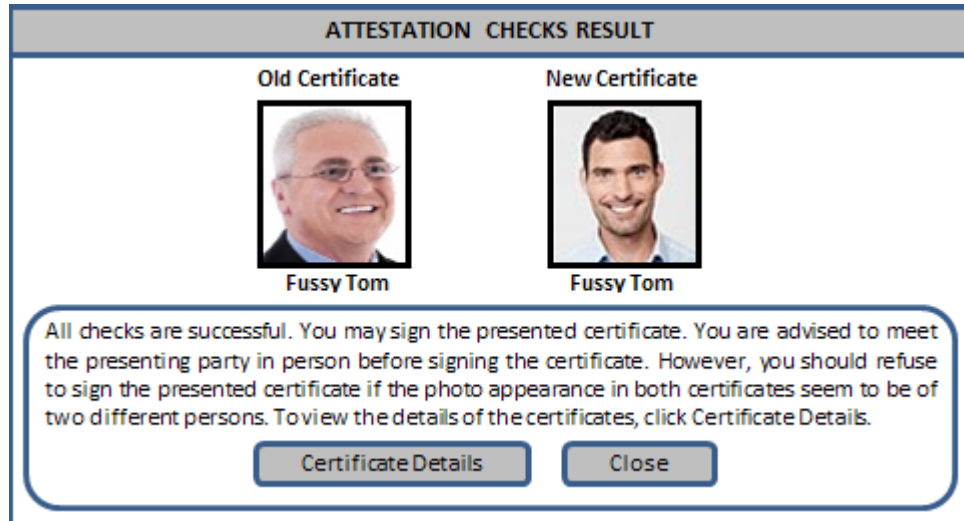 ATTESTATION CHECKS RESULT
Old Certificate New Certificate
Fussy Tom Fussy Tom
All checks are successful. You may sign the presented certificate. You are advised to meet
the presenting party in person before signing the certificate. However, you should refuse
to sign the presented certificate if the photo appearance in both certificates seem to be of
two different persons. To view the details of the certificates, click Certificate Details.
Certificate Details Close